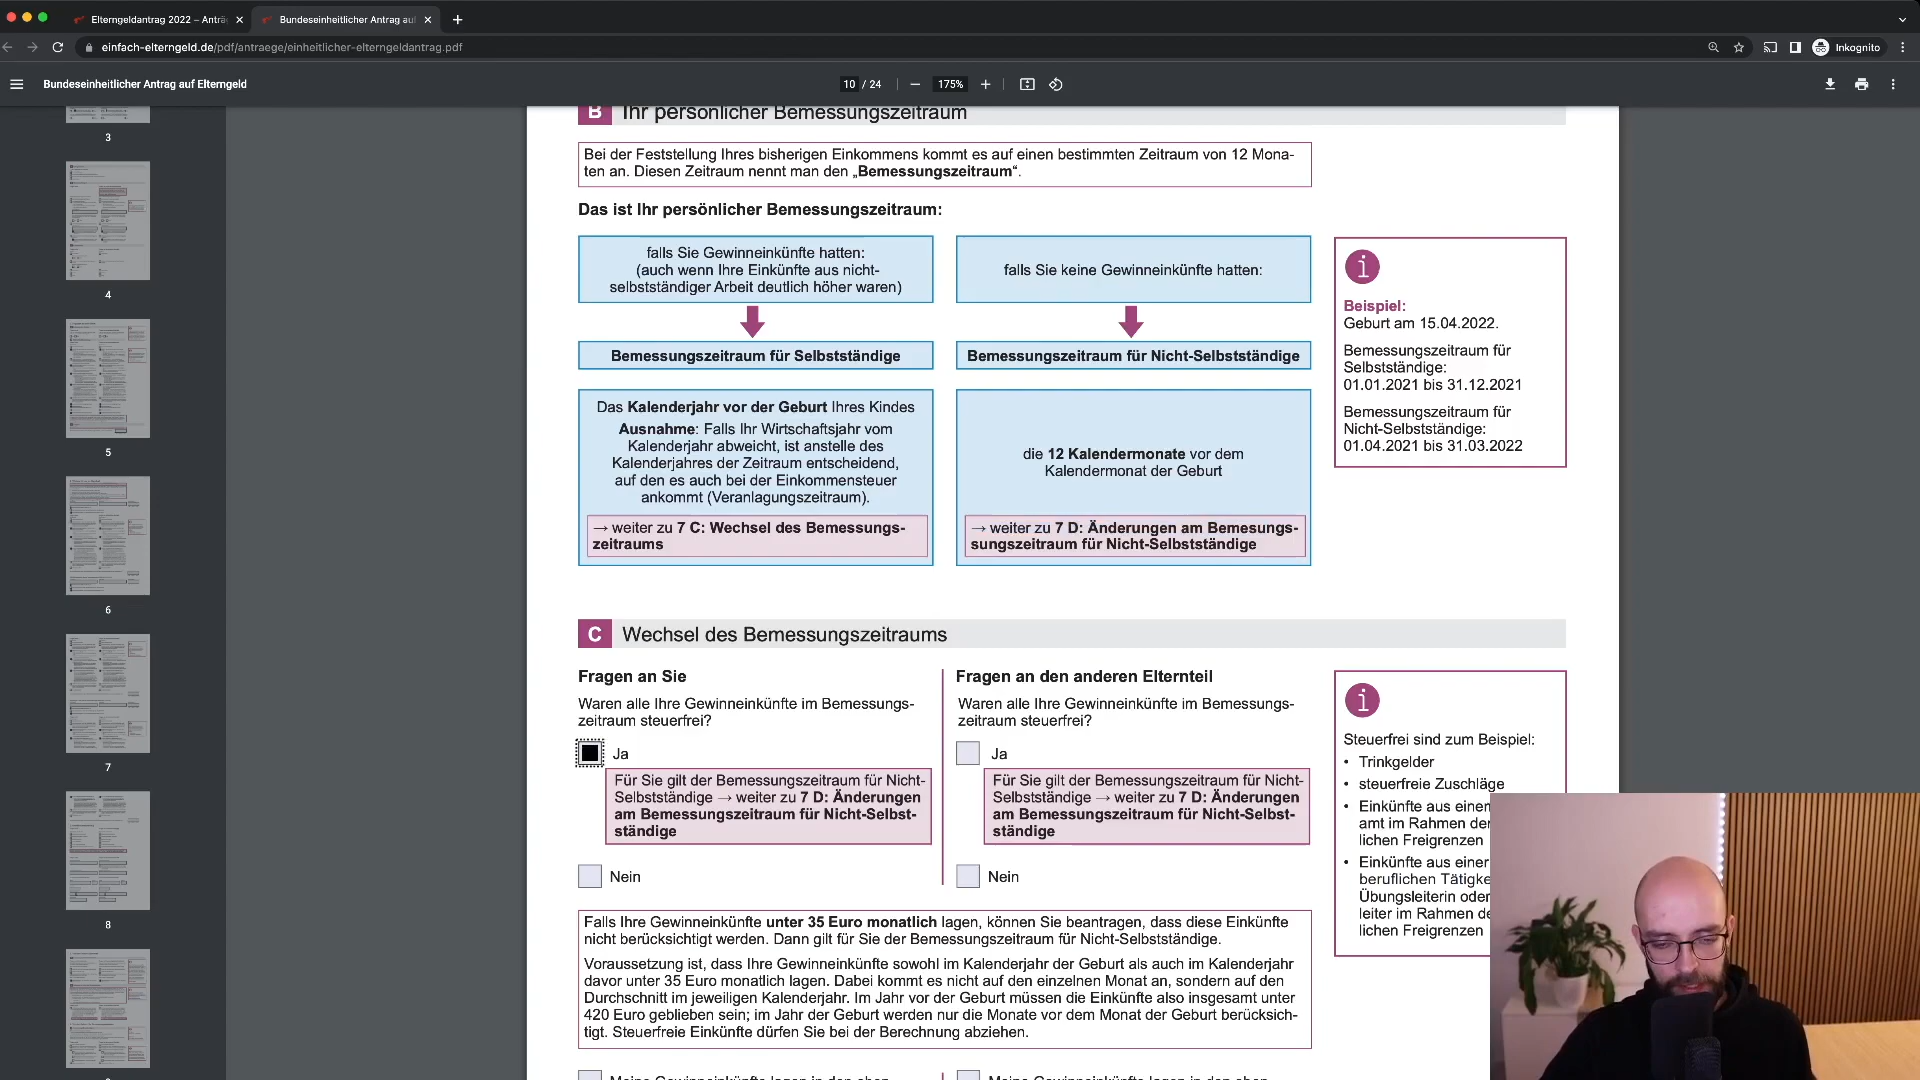 Elterngeldantrag 2022 – Anträg
Bundeseinheitlicher Antrag auf
einfach-elterngeld.de/pdf/antraege/einheitlicher-elterngeldantrag.pdf
Inkognito
Bundeseinheitlicher Antrag auf Elterngeld
10 / 24
175%
3
4
5
6
7
8
B Ihr persönlicher Bemessungszeitraum
Bei der Feststellung Ihres bisherigen Einkommens kommt es auf einen bestimmten Zeitraum von 12 Mona-
ten an. Diesen Zeitraum nennt man den „Bemessungszeitraum“.
Das ist Ihr persönlicher Bemessungszeitraum:
falls Sie Gewinneinkünfte hatten:
(auch wenn Ihre Einkünfte aus nicht-
selbstständiger Arbeit deutlich höher waren)
Bemessungszeitraum für Selbstständige
Das Kalenderjahr vor der Geburt Ihres Kindes
Ausnahme: Falls Ihr Wirtschaftsjahr vom
Kalenderjahr abweicht, ist anstelle des
Kalenderjahres der Zeitraum entscheidend,
auf den es auch bei der Einkommensteuer
ankommt (Veranlagungszeitraum).
→ weiter zu 7 C: Wechsel des Bemessungs-
zeitraums
falls Sie keine Gewinneinkünfte hatten:
Bemessungszeitraum für Nicht-Selbstständige
die 12 Kalendermonate vor dem
Kalendermonat der Geburt
→ weiter zu 7 D: Änderungen am Bemesungs-
sungszeitraum für Nicht-Selbstständige
i
Beispiel:
Geburt am 15.04.2022.
Bemessungszeitraum für
Selbstständige:
01.01.2021 bis 31.12.2021
Bemessungszeitraum für
Nicht-Selbstständige:
01.04.2021 bis 31.03.2022
C Wechsel des Bemessungszeitraums
Fragen an Sie
Waren alle Ihre Gewinneinkünfte im Bemessungs-
zeitraum steuerfrei?
Ja
Für Sie gilt der Bemessungszeitraum für Nicht-
Selbstständige → weiter zu 7 D: Änderungen
am Bemessungszeitraum für Nicht-Selbst-
ständige
Nein
Fragen an den anderen Elternteil
Waren alle Ihre Gewinneinkünfte im Bemessungs-
zeitraum steuerfrei?
Ja
Für Sie gilt der Bemessungszeitraum für Nicht-
Selbstständige → weiter zu 7 D: Änderungen
am Bemessungszeitraum für Nicht-Selbst-
ständige
Nein
i
Steuerfrei sind zum Beispiel:
• Trinkgelder
• steuerfreie Zuschläge
• Einkünfte aus einem
amt im Rahmen der
lichen Freigrenzen
• Einkünfte aus einer
beruflichen Tätigke
Übungsleiterin oder
leiter im Rahmen de
lichen Freigrenzen
Falls Ihre Gewinneinkünfte unter 35 Euro monatlich lagen, können Sie beantragen, dass diese Einkünfte
nicht berücksichtigt werden. Dann gilt für Sie der Bemessungszeitraum für Nicht-Selbstständige.
Voraussetzung ist, dass Ihre Gewinneinkünfte sowohl im Kalenderjahr der Geburt als auch im Kalenderjahr
davor unter 35 Euro monatlich lagen. Dabei kommt es nicht auf den einzelnen Monat an, sondern auf den
Durchschnitt im jeweiligen Kalenderjahr. Im Jahr vor der Geburt müssen die Einkünfte also insgesamt unter
420 Euro geblieben sein; im Jahr der Geburt werden nur die Monate vor dem Monat der Geburt berücksich-
tigt. Steuerfreie Einkünfte dürfen Sie bei der Berechnung abziehen.
Meine Gewinneinkünfte lagen in den oben
Meine Gewinneinkünfte lagen in den oben